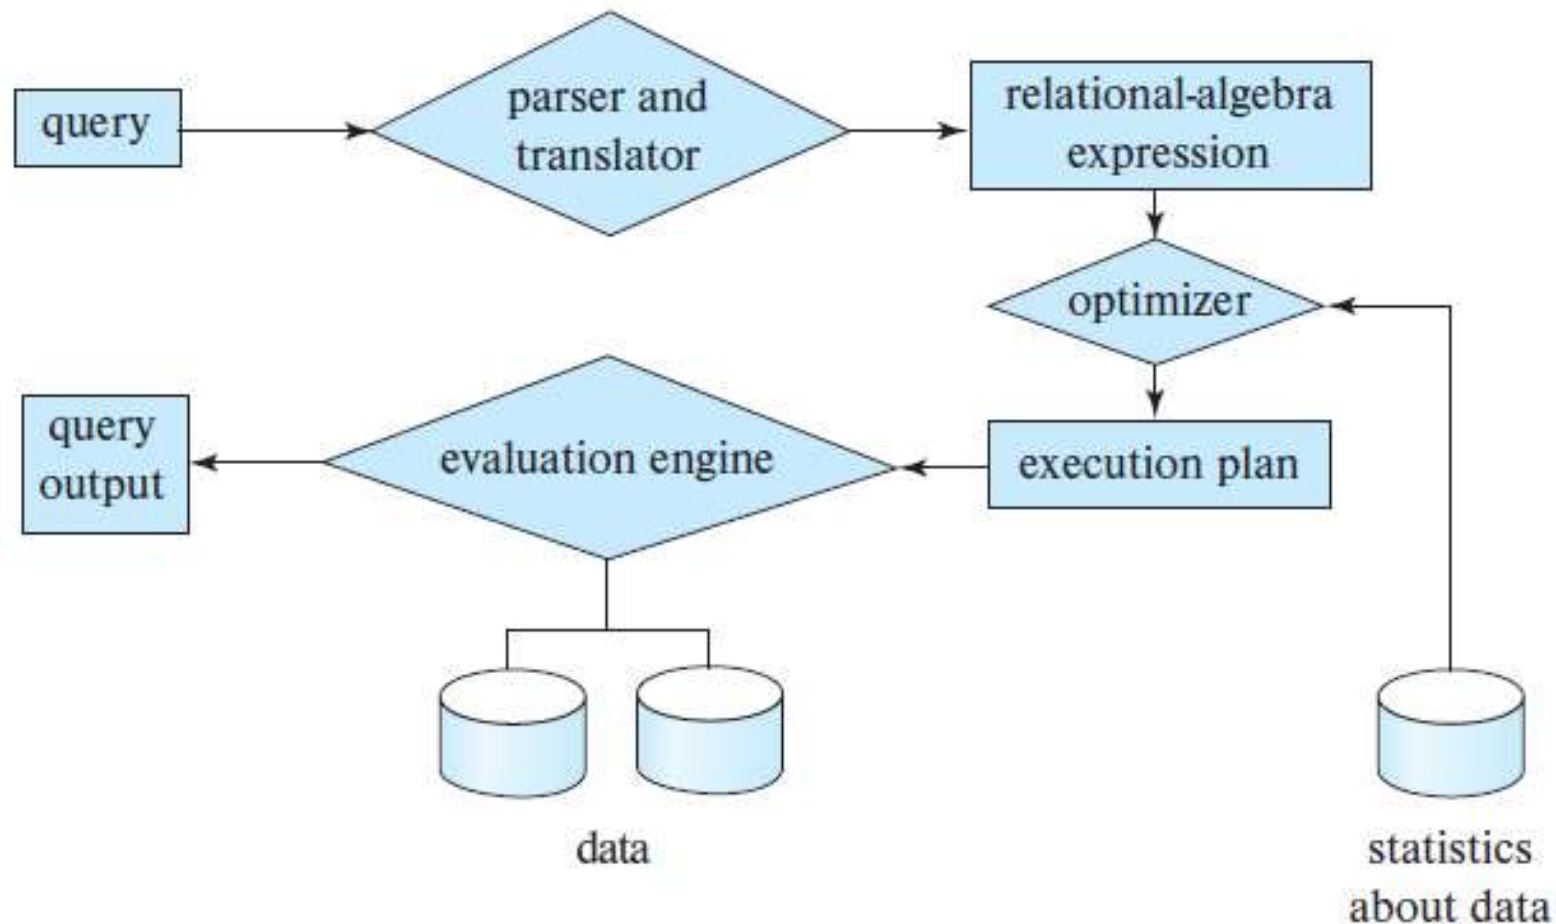 query
parser and
translator
relational-algebra
expression
optimizer
query
output
evaluation engine
execution plan
data
statistics
about data